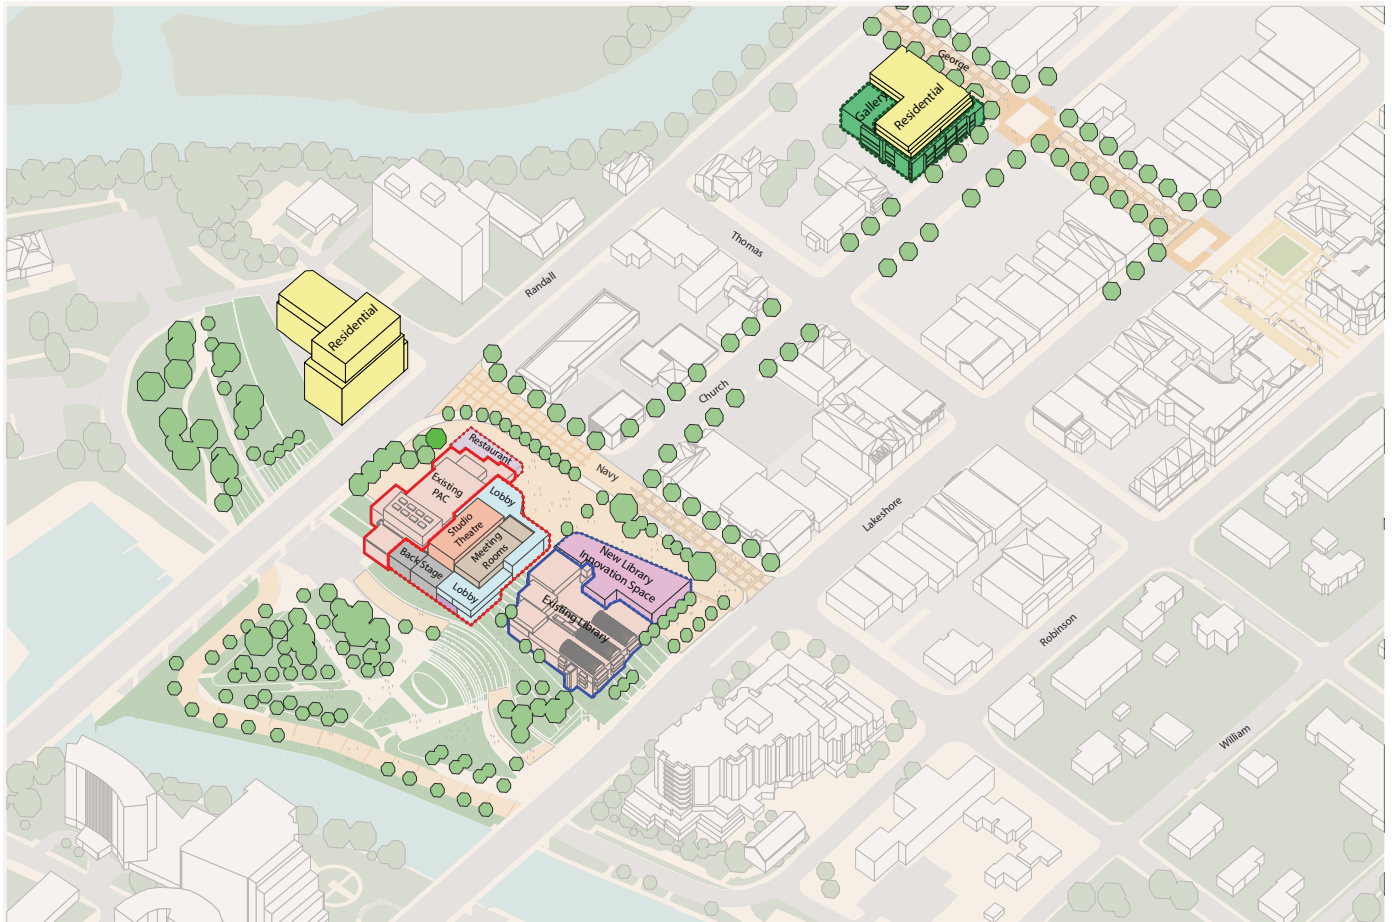 George
Gallery
Residential
Thomas
Randall
Residential
Church
Restaurant
Navy
Existing
PAC
Lobby
Studio
Theatre
Meeting
Rooms
Back Stage
Lobby
New Library
Innovation Space
Existing Library
Lakeshore
Robinson
William